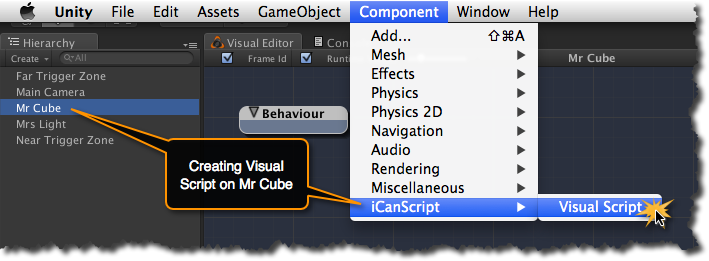 Unity File Edit Assets GameObject Component Window Help
Hierarchy
Create
All
Far Trigger Zone
Main Camera
Mr Cube
Mrs Light
Near Trigger Zone
Visual Editor
Frame Id
Mr Cube
Behaviour
Creating Visual
Script on Mr Cube
Add... ⇧⌘A
Mesh
Effects
Physics
Physics 2D
Navigation
Audio
Rendering
Miscellaneous
iCanScript
Visual Script